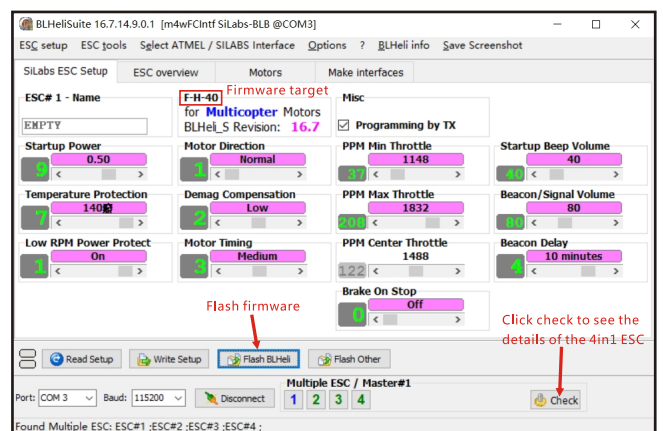 BLHeliSuite 16.7.14.9.0.1 [m4wFCIntf SiLabs-BLB @COM3]
ESC setup ESC tools Select ATMEL / SILABS Interface Options ? BLHeli info Save Screenshot
SiLabs ESC Setup ESC overview Motors Make interfaces
ESC# 1 - Name
EMPTY
F-H-40 Firmware target
for Multicopter Motors
BLHeli_S Revision: 16.7
Misc
Programming by TX
Startup Power
0.50
9
Motor Direction
Normal
1
PPM Min Throttle
1148
37
Startup Beep Volume
40
40
Temperature Protection
140癈
7
Demag Compensation
Low
2
PPM Max Throttle
1832
208
Beacon/Signal Volume
80
80
Low RPM Power Protect
On
1
Motor Timing
Medium
3
PPM Center Throttle
1488
122
Beacon Delay
10 minutes
4
Brake On Stop
Off
0
Flash firmware
Click check to see the
details of the 4in1 ESC
Read Setup Write Setup Flash BLHeli Flash Other
Port: COM 3 Baud: 115200 Disconnect
Multiple ESC / Master#1
1 2 3 4
Check
Found Multiple ESC: ESC#1 ;ESC#2 ;ESC#3 ;ESC#4 ;